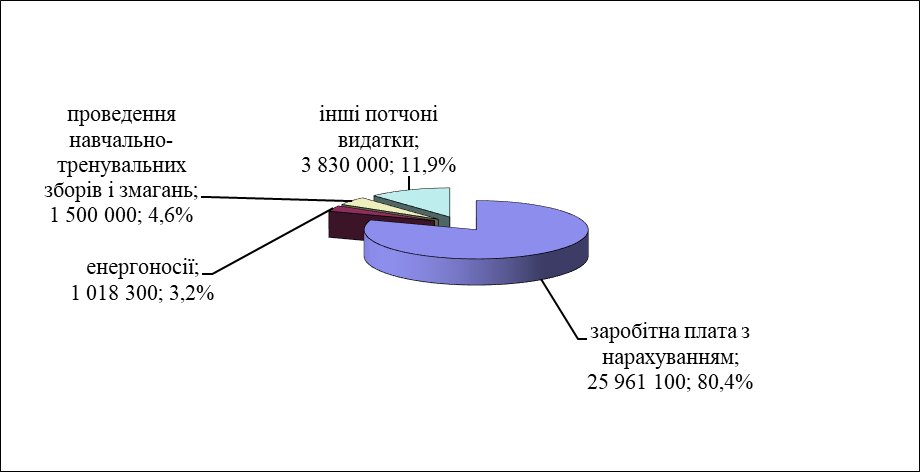 проведення
навчально-
тренувальних
зборів і змагань;
1 500 000; 4,6%
інші потчоні
видатки;
3 830 000; 11,9%
енергоносії;
1 018 300; 3,2%
заробітна плата з
нарахуванням;
25 961 100; 80,4%